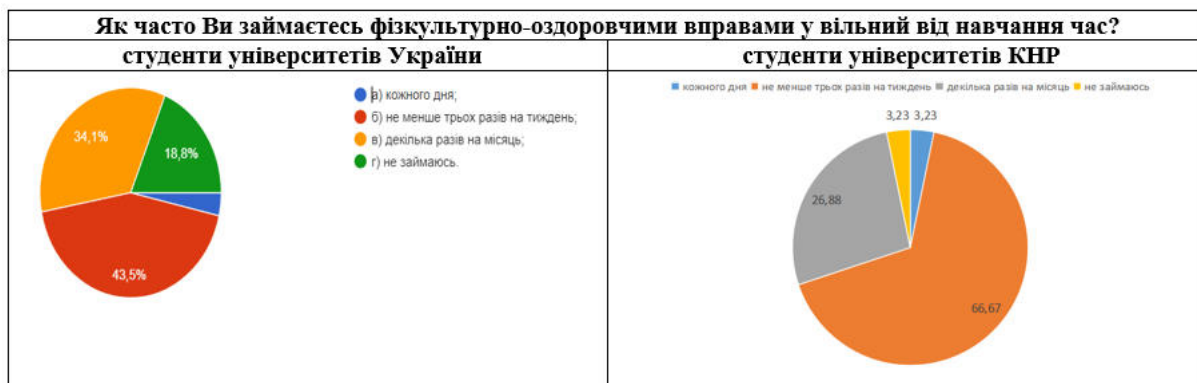 Як часто Ви займаєтесь фізкультурно-оздоровчими вправами у вільний від навчання час?
студенти університетів України
студенти університетів КНР
34,1%
18,8%
43,5%
а) кожного дня;
б) не менше трьох разів на тиждень;
в) декілька разів на місяць;
г) не займаюсь.
кожного дня не менше трьох разів на тиждень декілька разів на місяць не займаюсь
3,23 3,23
26,88
66,67